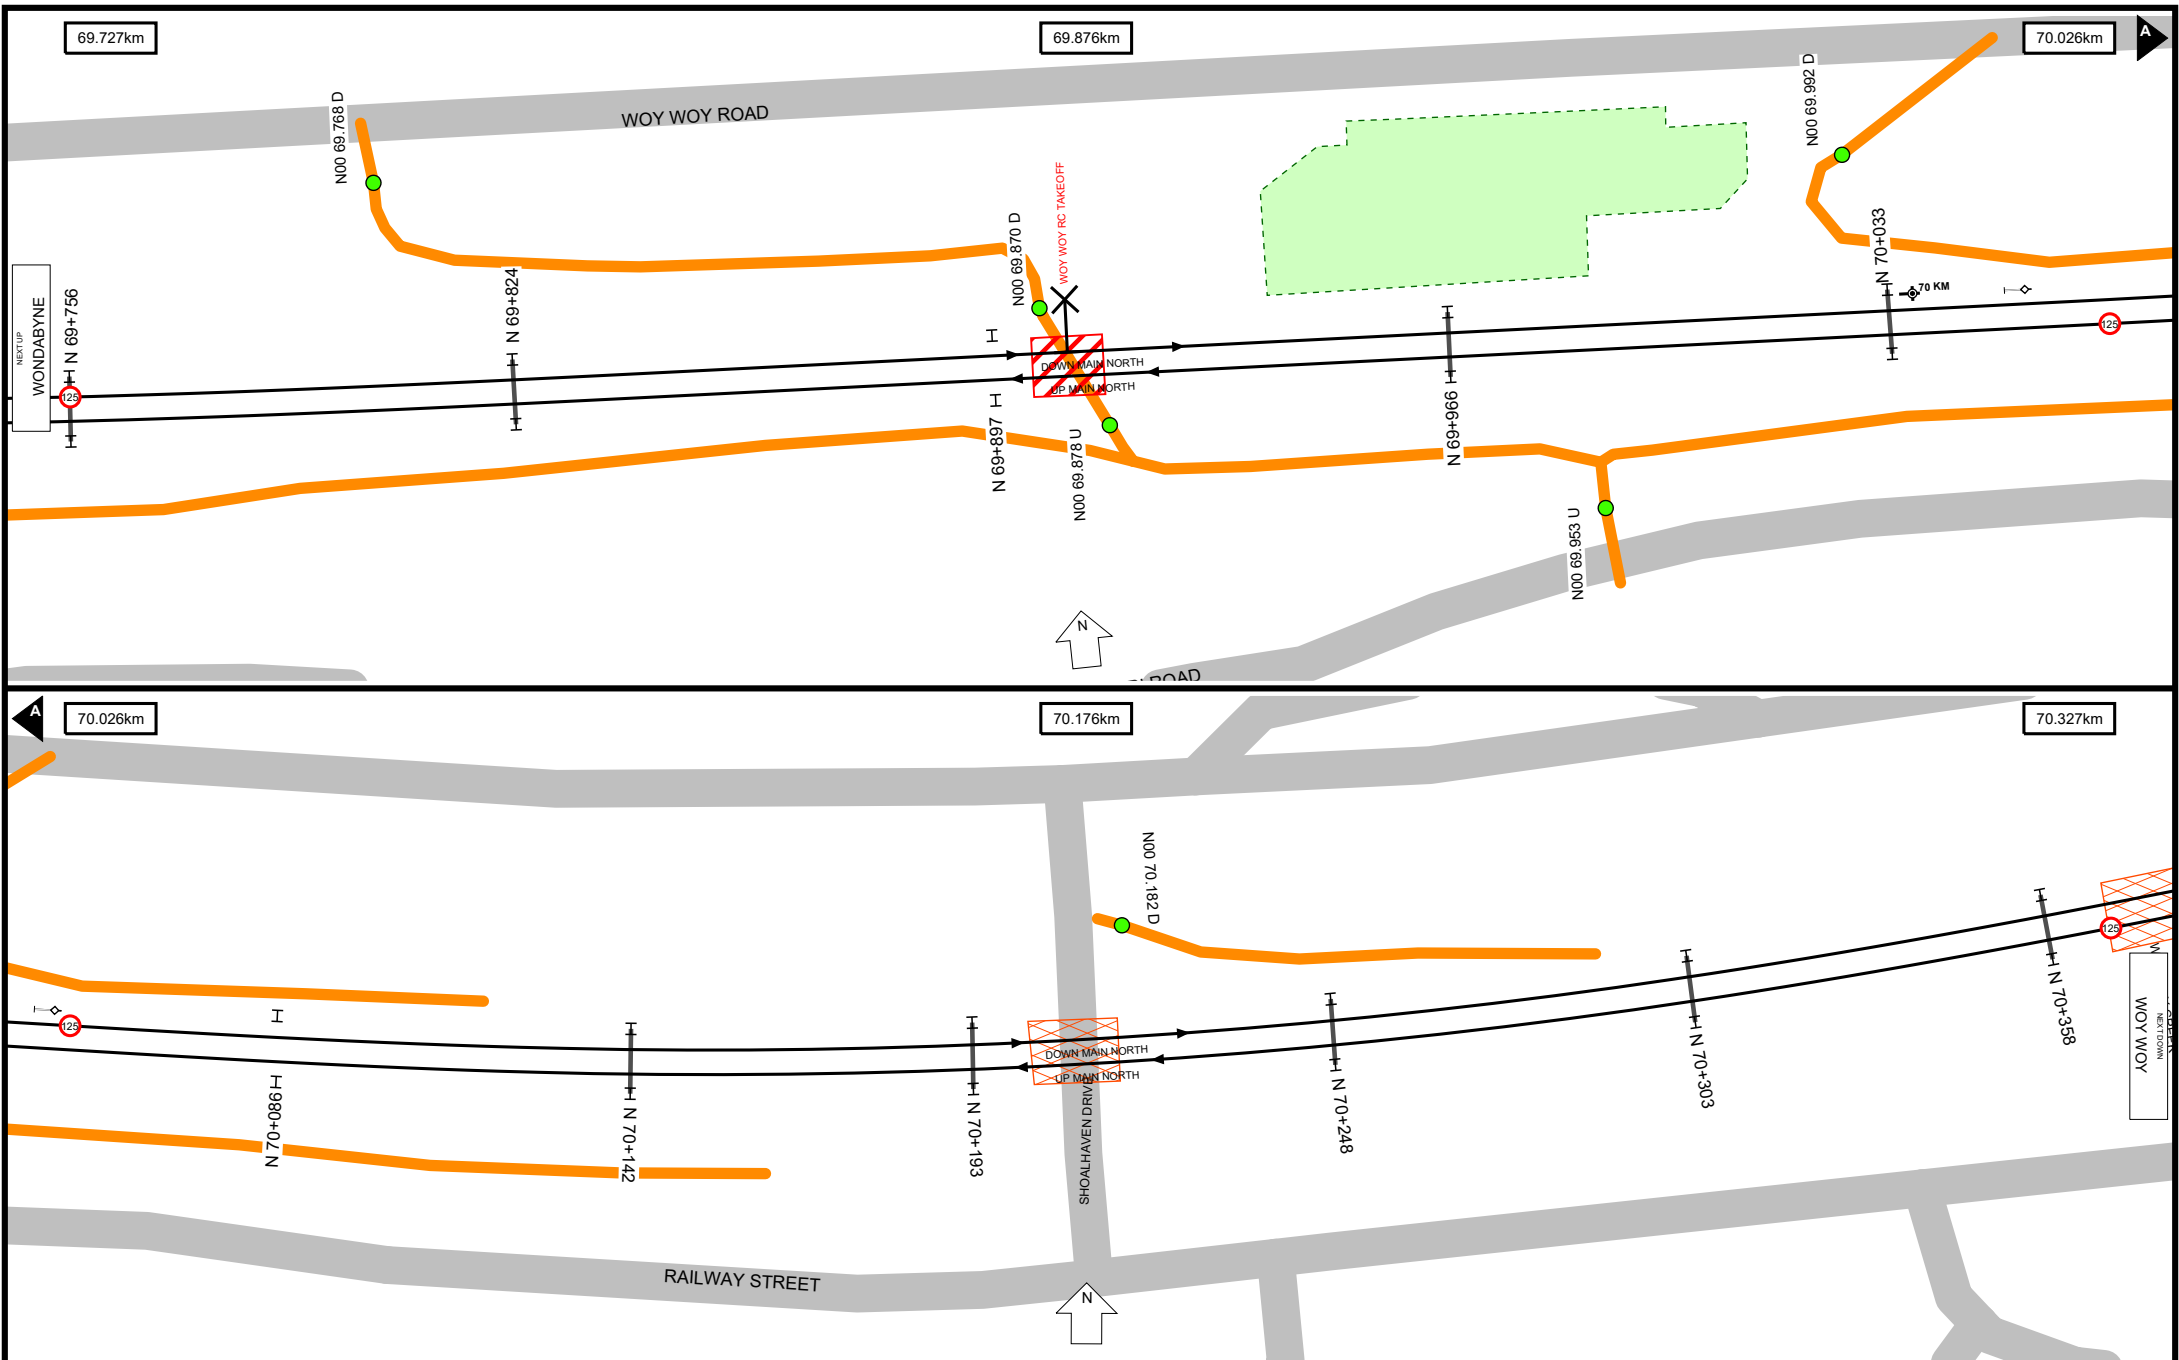 69.727km
69.876km
70.026km
A
WOY WOY ROAD
N00 69.768 D
N00 69.992 D
WOY WOY RC TAKEOFF
N00 69.870 D
N 70+033
70 KM
NEXT UP
WONDABYNE
N 69+756
N 69+824
125
125
DOWN MAIN NORTH
UP MAIN NORTH
N 69+897
N00 69.878 U
N 69+966
N00 69.953 U
N
ROAD
A
70.026km
70.176km
70.327km
N00 70.182 D
125
125
DOWN MAIN NORTH
UP MAIN NORTH
SHOALHAVEN DRIVE
N 70+086
N 70+142
N 70+193
N 70+248
N 70+303
N 70+358
NEXT DOWN
WOY WOY
RAILWAY STREET
N